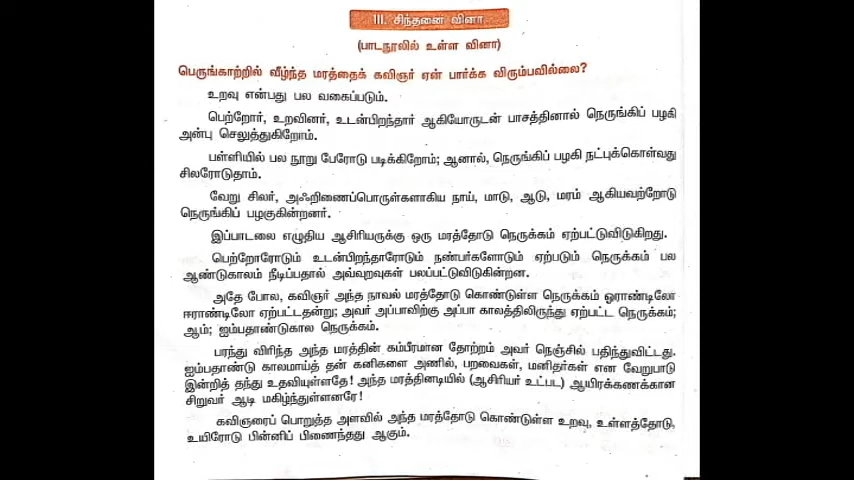 III. சிந்தனை வினா
(பாடநூலில் உள்ள வினா)
பெருங்காற்றில் வீழ்ந்த மரத்தைக் கவிஞர் ஏன் பார்க்க விரும்பவில்லை?
உறவு என்பது பல வகைப்படும்.
பெற்றோர், உறவினர், உடன்பிறந்தார் ஆகியோருடன் பாசத்தினால் நெருங்கிப் பழகி
அன்பு செலுத்துகிறோம்.
பள்ளியில் பல நூறு பேரோடு படிக்கிறோம்; ஆனால், நெருங்கிப் பழகி நட்புக்கொள்வது
சிலரோடுதாம்.
வேறு சிலர், அஃறிணைப்பொருள்களாகிய நாய், மாடு, ஆடு, மரம் ஆகியவற்றோடு
நெருங்கிப் பழகுகின்றனர்.
இப்பாடலை எழுதிய ஆசிரியருக்கு ஒரு மரத்தோடு நெருக்கம் ஏற்பட்டுவிடுகிறது.
பெற்றோரோடும் உடன்பிறந்தாரோடும் நண்பர்களோடும் ஏற்படும் நெருக்கம் பல
ஆண்டுகாலம் நீடிப்பதால் அவ்வுறவுகள் பலப்பட்டுவிடுகின்றன.
அதே போல, கவிஞர் அந்த நாவல் மரத்தோடு கொண்டுள்ள நெருக்கம் ஓராண்டிலோ
ஈராண்டிலோ ஏற்பட்டதன்று; அவர் அப்பாவிற்கு அப்பா காலத்திலிருந்து ஏற்பட்ட நெருக்கம்;
ஆம்; ஐம்பதாண்டுகால நெருக்கம்.
பரந்து விரிந்த அந்த மரத்தின் கம்பீரமான தோற்றம் அவர் நெஞ்சில் பதிந்துவிட்டது.
ஐம்பதாண்டு காலமாய்த் தன் கனிகளை அணில், பறவைகள், மனிதர்கள் என வேறுபாடு
இன்றித் தந்து உதவியுள்ளதே! அந்த மரத்தினடியில் (ஆசிரியர் உட்பட) ஆயிரக்கணக்கான
சிறுவர் ஆடி மகிழ்ந்துள்ளனரே!
கவிஞரைப் பொறுத்த அளவில் அந்த மரத்தோடு கொண்டுள்ள உறவு, உள்ளத்தோடு,
உயிரோடு பின்னிப் பிணைந்தது ஆகும்.